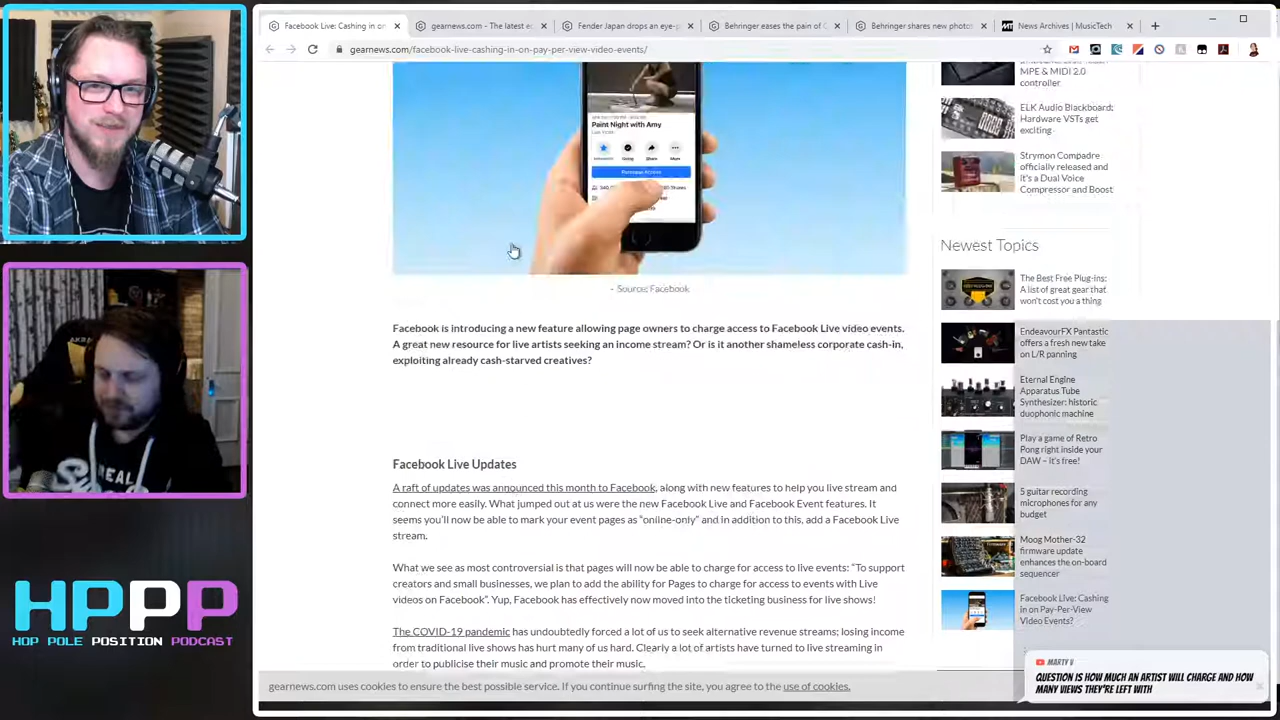 Facebook Live: Cashing in on
gearnews.com - The latest e
Fender Japan drops an eye-p
Behringer eases the pain of
Behringer shares new photo
News Archives | MusicTech
gearnews.com/facebook-live-cashing-in-on-pay-per-view-video-events/
Paint Night with Amy
Share
More
Purchase Access
- Source: Facebook
Facebook is introducing a new feature allowing page owners to charge access to Facebook Live video events.
A great new resource for live artists seeking an income stream? Or is it another shameless corporate cash-in,
exploiting already cash-starved creatives?
Facebook Live Updates
A raft of updates was announced this month to Facebook, along with new features to help you live stream and
connect more easily. What jumped out at us were the new Facebook Live and Facebook Event features. It
seems you'll now be able to mark your event pages as "online-only" and in addition to this, add a Facebook Live
stream.
What we see as most controversial is that pages will now be able to charge for access to live events: "To support
creators and small businesses, we plan to add the ability for Pages to charge for access to events with Live
videos on Facebook". Yup, Facebook has effectively now moved into the ticketing business for live shows!
The COVID-19 pandemic has undoubtedly forced a lot of us to seek alternative revenue streams; losing income
from traditional live shows has hurt many of us hard. Clearly a lot of artists have turned to live streaming in
order to publicise their music and promote their music.
MPE & MIDI 2.0
controller
ELK Audio Blackboard:
Hardware VSTs get
exciting
Strymon Compadre
officially released and
it's a Dual Voice
Compressor and Boost
Newest Topics
The Best Free Plug-ins:
A list of great gear that
won't cost you a thing
EndeavourFX Pantastic
offers a fresh new take
on L/R panning
Eternal Engine
Apparatus Tube
Synthesizer: historic
duophonic machine
Play a game of Retro
Pong right inside your
DAW – it's free!
5 guitar recording
microphones for any
budget
Moog Mother-32
firmware update
enhances the on-board
sequencer
Facebook Live: Cashing
in on Pay-Per-View
Video Events?
gearnews.com uses cookies to ensure the best possible service. If you continue surfing the site, you agree to the use of cookies.
HPPP
HOP POLE POSITION PODCAST
MARTY V
QUESTION IS HOW MUCH AN ARTIST WILL CHARGE AND HOW
MANY VIEWS THEY'RE LEFT WITH